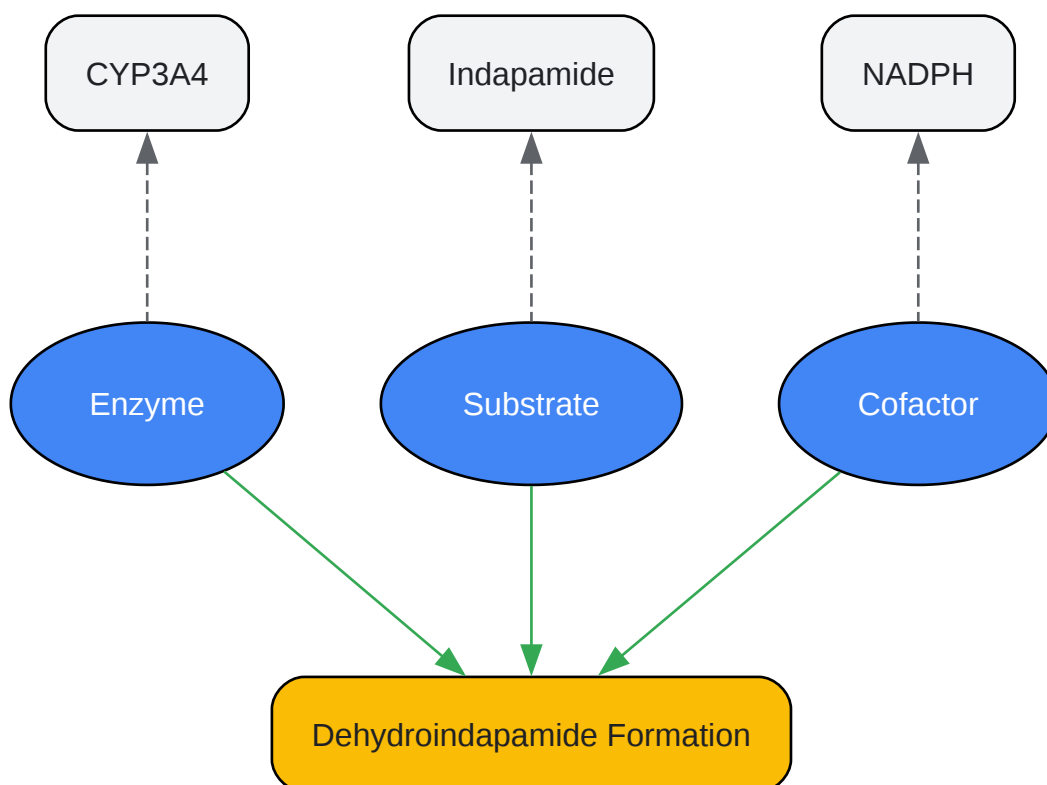 CYP3A4
Indapamide
NADPH
Enzyme
Substrate
Cofactor
Dehydroindapamide Formation